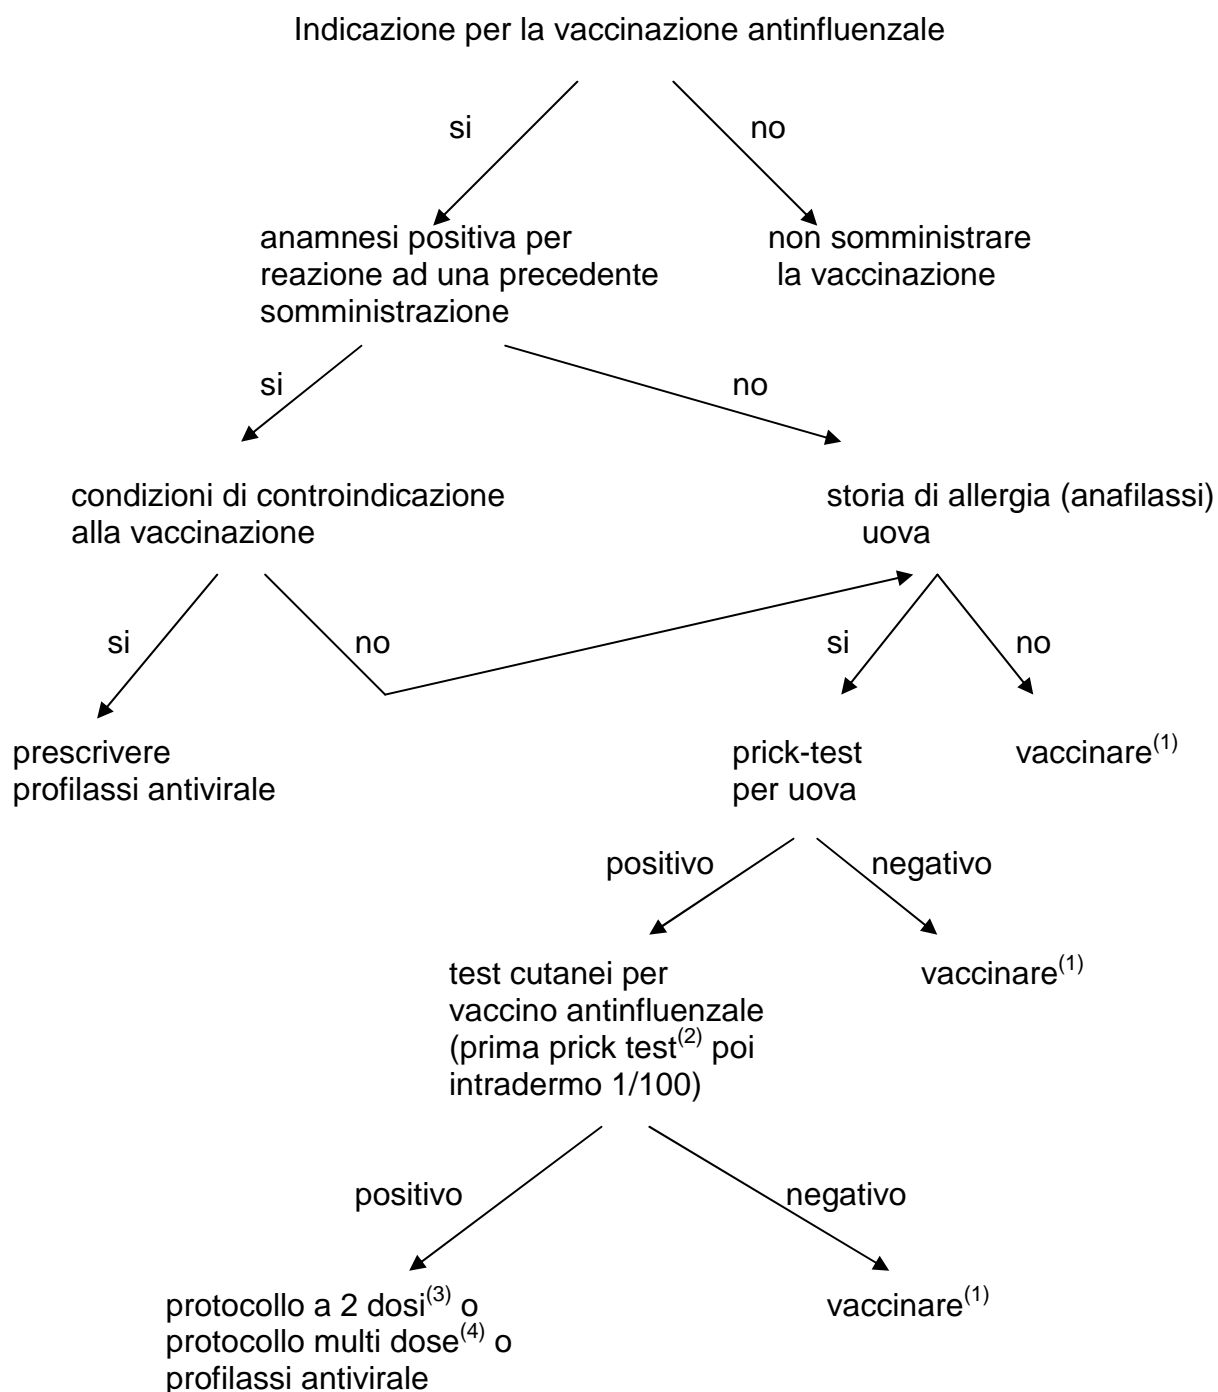 Indicazione per la vaccinazione antinfluenzale
si
no
anamnesi positiva per
reazione ad una precedente
somministrazione
non somministrare
la vaccinazione
si
no
condizioni di controindicazione
alla vaccinazione
storia di allergia (anafilassi)
uova
si
no
si
no
prescrivere
profilassi antivirale
prick-test
per uova
vaccinare(1)
positivo
negativo
test cutanei per
vaccino antinfluenzale
(prima prick test(2) poi
intradermo 1/100)
vaccinare(1)
positivo
negativo
protocollo a 2 dosi(3) o
protocollo multi dose(4) o
profilassi antivirale
vaccinare(1)